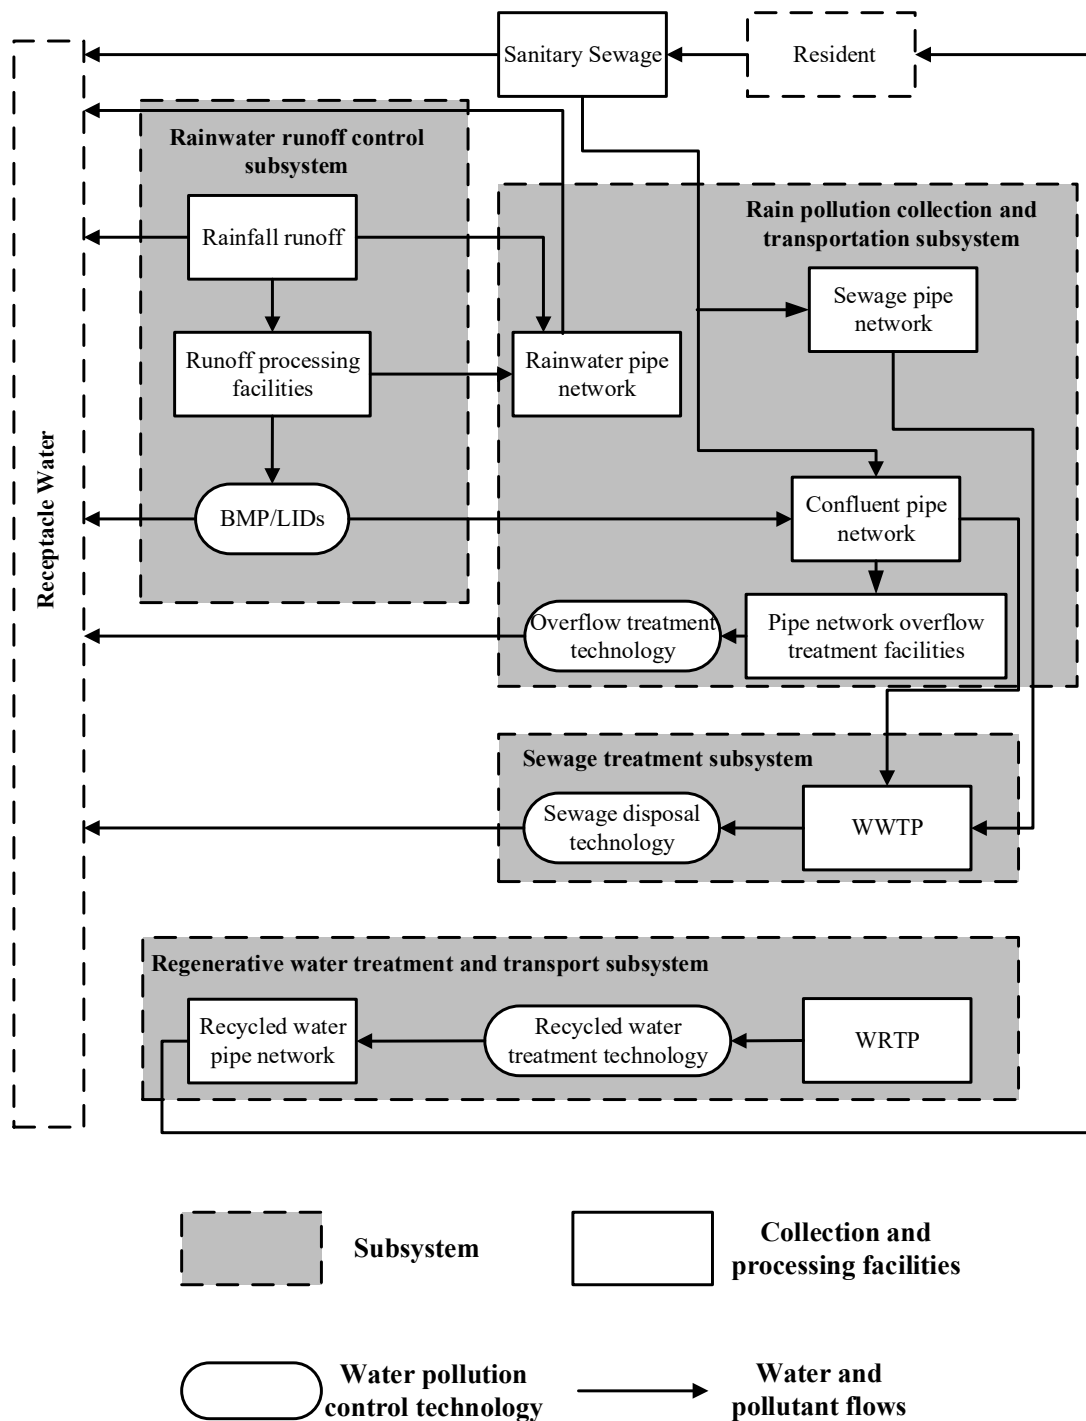 Sanitary Sewage
Resident
Receptacle Water
Rainwater runoff control
subsystem
Rainfall runoff
Runoff processing
facilities
BMP/LIDs
Rain pollution collection and
transportation subsystem
Sewage pipe
network
Rainwater pipe
network
Confluent pipe
network
Overflow treatment
technology
Pipe network overflow
treatment facilities
Sewage treatment subsystem
Sewage disposal
technology
WWTP
Regenerative water treatment and transport subsystem
Recycled water
pipe network
Recycled water
treatment technology
WRTP
Subsystem
Collection and
processing facilities
Water pollution
control technology
Water and
pollutant flows